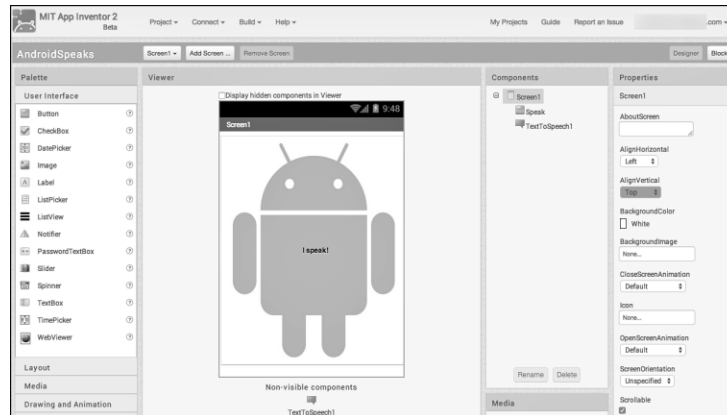 MIT App Inventor 2
Beta
Project Connect Build Help
My Projects Guide Report an Issue .com
AndroidSpeaks
Screen1 Add Screen ... Remove Screen
Designer Block
Palette
Viewer
Components
Properties
User Interface
Button
CheckBox
DatePicker
Image
Label
ListPicker
ListView
Notifier
PasswordTextBox
Slider
Spinner
TextBox
TimePicker
WebViewer
Layout
Media
Drawing and Animation
Display hidden components in Viewer
9:48
Screen1
I speak!
Non-visible components
TextToSpeech1
Screen1
Speak
TextToSpeech1
Rename Delete
Media
Screen1
AboutScreen
AlignHorizontal
Left
AlignVertical
Top
BackgroundColor
White
BackgroundImage
None...
CloseScreenAnimation
Default
Icon
None...
OpenScreenAnimation
Default
ScreenOrientation
Unspecified
Scrollable